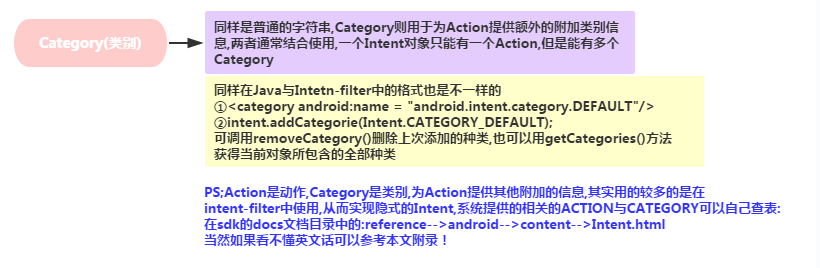 Category(类别)
同样是普通的字符串,Category则用于为Action提供额外的附加类别信
息,两者通常结合使用,一个Intent对象只能有一个Action,但是能有多个
Category
同样在Java与Intetn-filter中的格式也是不一样的
①<category android:name = "android.intent.category.DEFAULT"/>
②intent.addCategorie(Intent.CATEGORY_DEFAULT);
可调用removeCategory()删除上次添加的种类,也可以用getCategories()方法
获得当前对象所包含的全部种类
PS;Action是动作,Category是类别,为Action提供其他附加的信息,其实用的较多的是在
intent-filter中使用,从而实现隐式的Intent,系统提供的相关的ACTION与CATEGORY可以自己查表:
在sdk的docs文档目录中的:reference-->android-->content-->Intent.html
当然如果看不懂英文话可以参考本文附录！